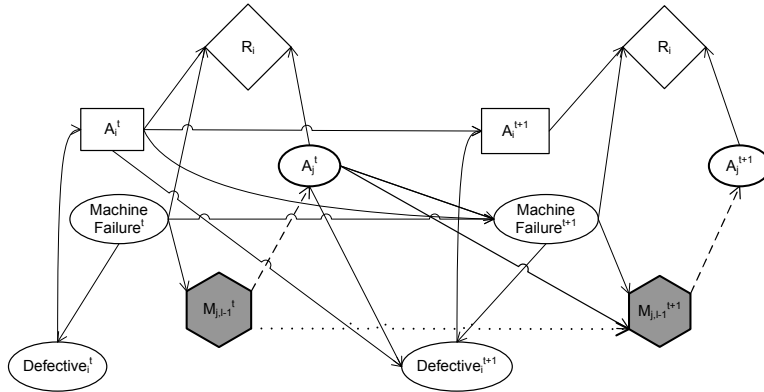 R_i
R_i
A_i^t
A_i^{t+1}
A_j^t
A_j^{t+1}
Machine
Failure^t
Machine
Failure^{t+1}
M_{j,l-1}^t
M_{j,l-1}^{t+1}
Defective_i^t
Defective_i^{t+1}